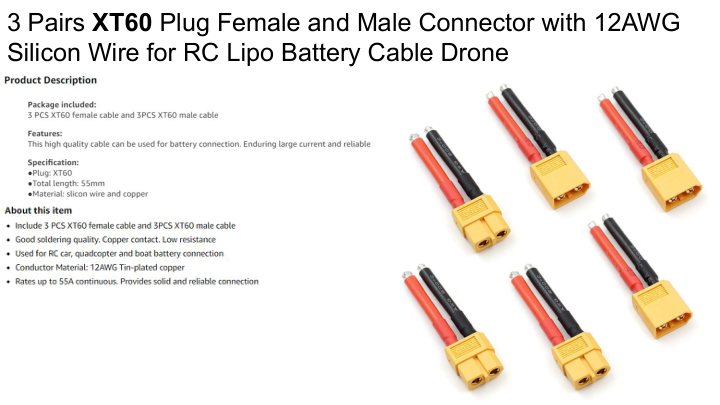 3 Pairs XT60 Plug Female and Male Connector with 12AWG
Silicon Wire for RC Lipo Battery Cable Drone
Product Description
Package included:
3 PCS XT60 female cable and 3PCS XT60 male cable
Features:
This high quality cable can be used for battery connection. Enduring large current and reliable
Specification:
●Plug: XT60
●Total length: 55mm
●Material: slicon wire and copper
About this item
• Include 3 PCS XT60 female cable and 3PCS XT60 male cable
• Good soldering quality. Copper contact. Low resistance
• Used for RC car, quadcopter and boat battery connection
• Conductor Material: 12AWG Tin-plated copper
• Rates up to 55A continuous. Provides solid and reliable connection